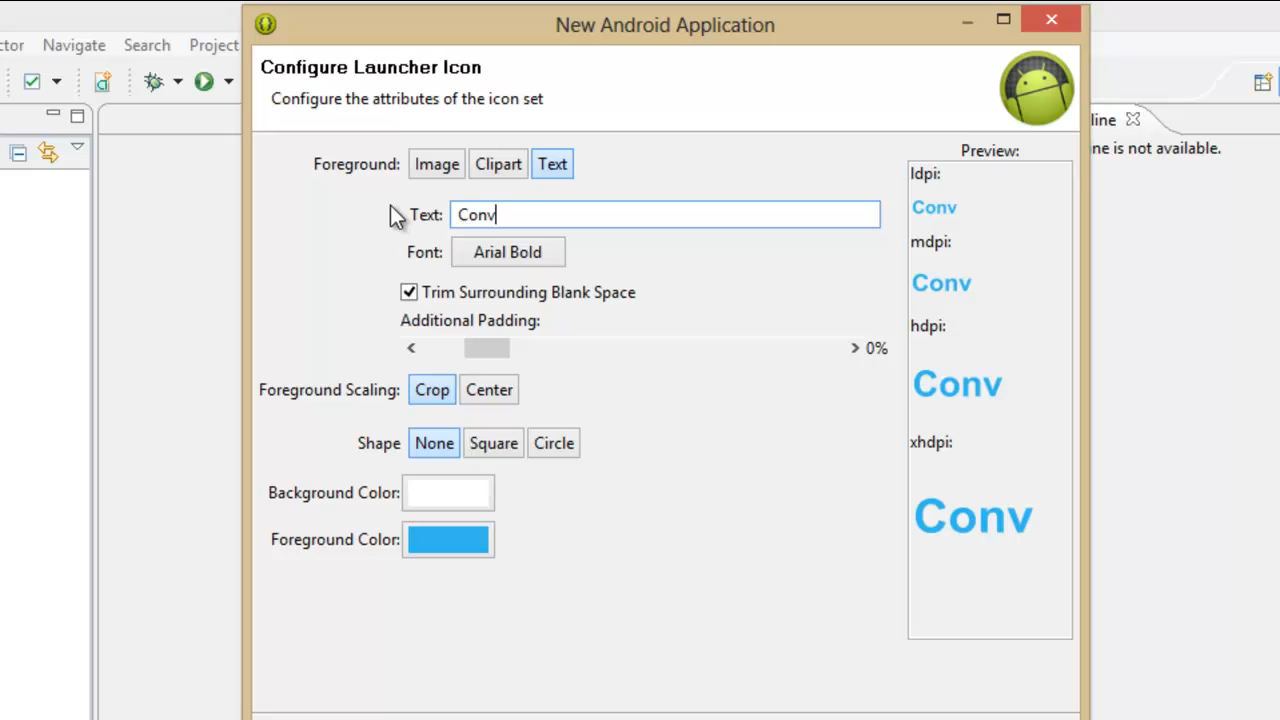 New Android Application
ctor Navigate Search Project
Configure Launcher Icon
Configure the attributes of the icon set
line
ne is not available.
Foreground: Image Clipart Text
Text: Conv
Font: Arial Bold
Trim Surrounding Blank Space
Additional Padding:
0%
Foreground Scaling: Crop Center
Shape None Square Circle
Background Color:
Foreground Color:
Preview:
ldpi:
Conv
mdpi:
Conv
hdpi:
Conv
xhdpi:
Conv